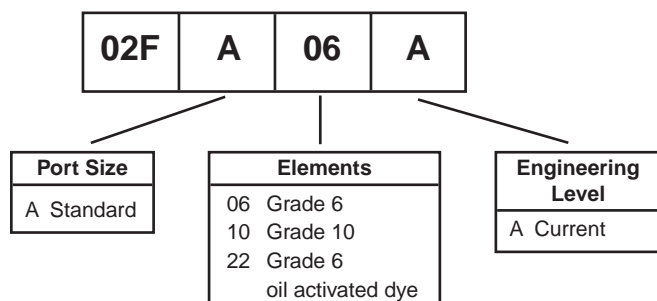 02F A 06 A
Port Size
A Standard
Elements
06 Grade 6
10 Grade 10
22 Grade 6
oil activated dye
Engineering
Level
A Current